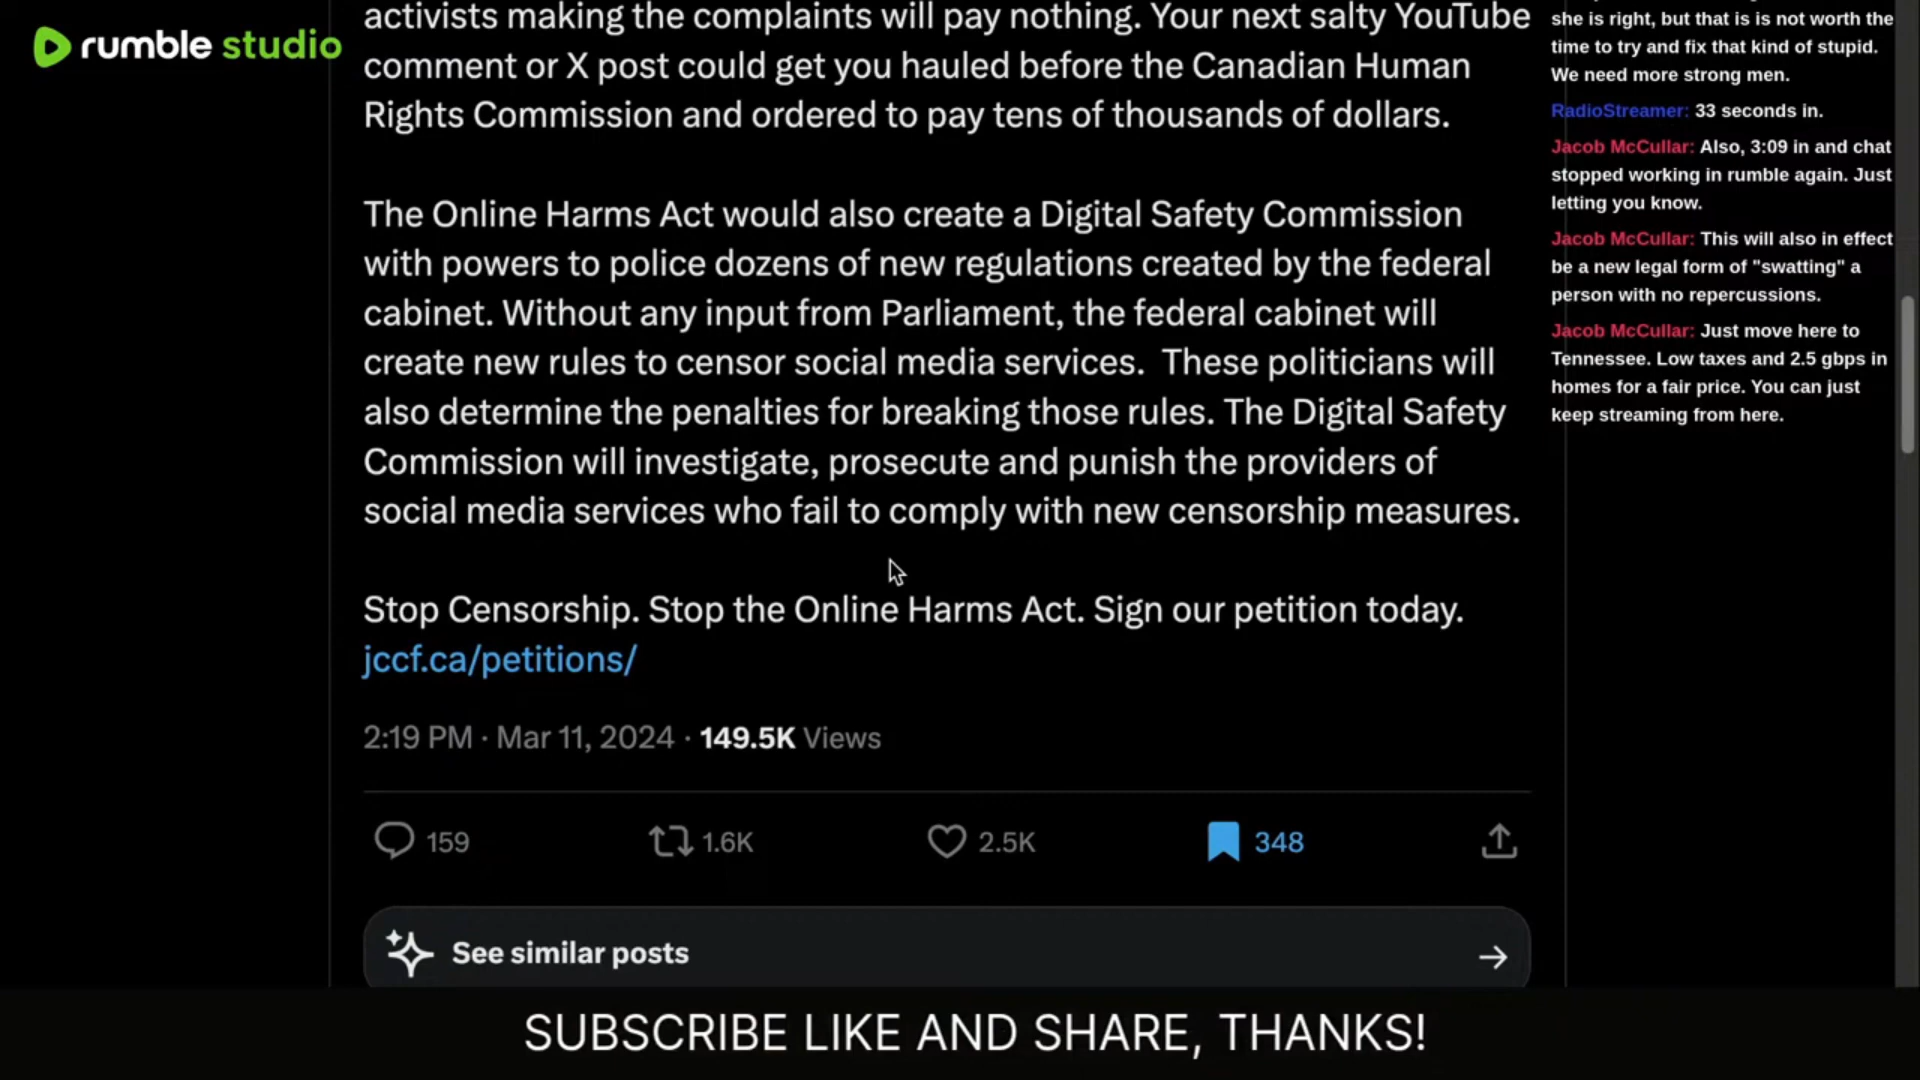 rumble studio
activists making the complaints will pay nothing. Your next salty YouTube
comment or X post could get you hauled before the Canadian Human
Rights Commission and ordered to pay tens of thousands of dollars.
The Online Harms Act would also create a Digital Safety Commission
with powers to police dozens of new regulations created by the federal
cabinet. Without any input from Parliament, the federal cabinet will
create new rules to censor social media services.  These politicians will
also determine the penalties for breaking those rules. The Digital Safety
Commission will investigate, prosecute and punish the providers of
social media services who fail to comply with new censorship measures.
Stop Censorship. Stop the Online Harms Act. Sign our petition today.
jccf.ca/petitions/
2:19 PM · Mar 11, 2024 · 149.5K Views
159 1.6K 2.5K 348
See similar posts
she is right, but that is is not worth the
time to try and fix that kind of stupid.
We need more strong men.
RadioStreamer: 33 seconds in.
Jacob McCullar: Also, 3:09 in and chat
stopped working in rumble again. Just
letting you know.
Jacob McCullar: This will also in effect
be a new legal form of "swatting" a
person with no repercussions.
Jacob McCullar: Just move here to
Tennessee. Low taxes and 2.5 gbps in
homes for a fair price. You can just
keep streaming from here.
SUBSCRIBE LIKE AND SHARE, THANKS!